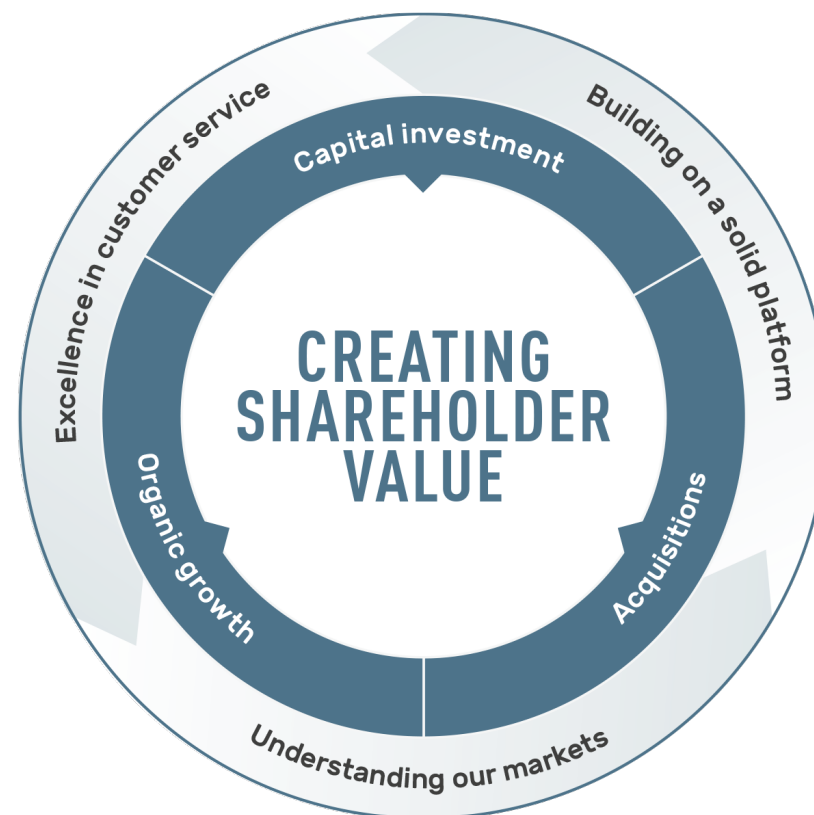 Excellence in customer service
Building on a solid platform
Understanding our markets
Capital investment
Organic growth
Acquisitions
CREATING
SHAREHOLDER
VALUE